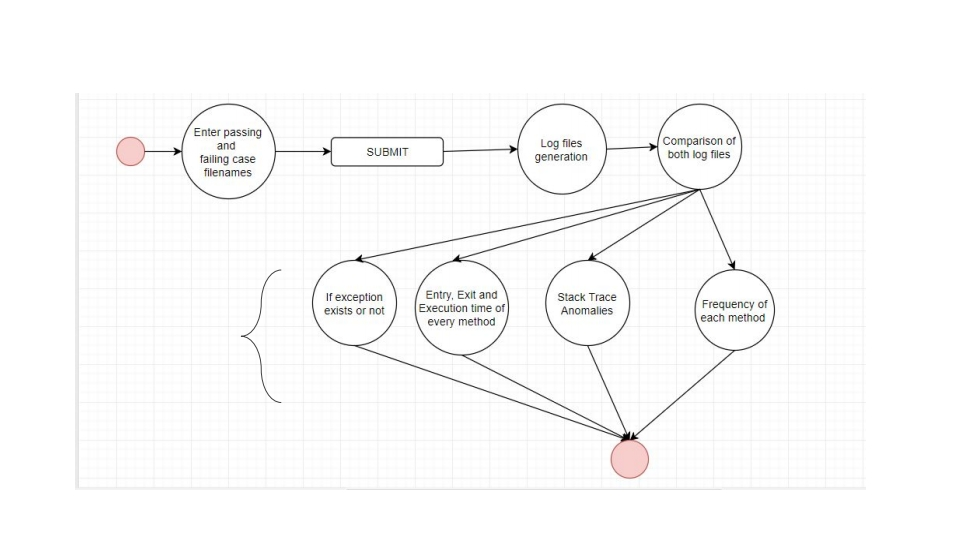 Enter passing
and
failing case
filenames
SUBMIT
Log files
generation
Comparison of
both log files
If exception
exists or not
Entry, Exit and
Execution time of
every method
Stack Trace
Anomalies
Frequency of
each method